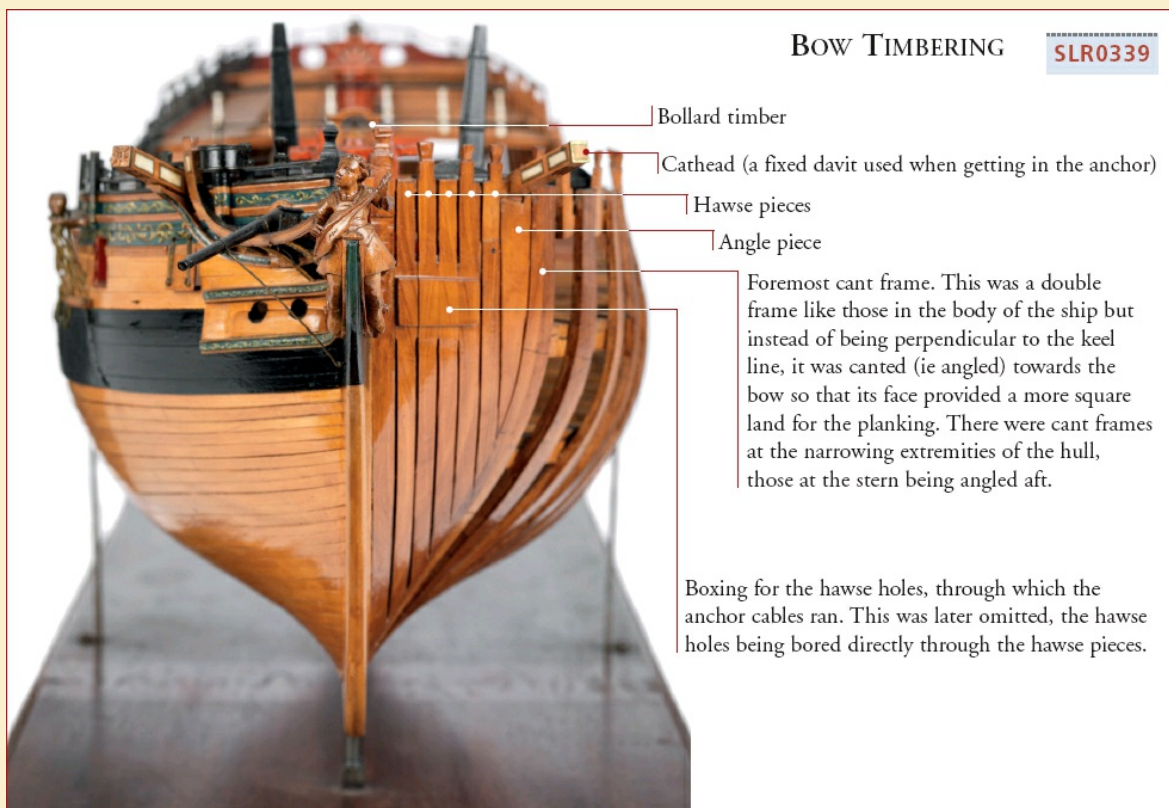 BOW TIMBERING
SLR0339
Bollard timber
Cathead (a fixed davit used when getting in the anchor)
Hawse pieces
Angle piece
Foremost cant frame. This was a double
frame like those in the body of the ship but
instead of being perpendicular to the keel
line, it was canted (ie angled) towards the
bow so that its face provided a more square
land for the planking. There were cant frames
at the narrowing extremities of the hull,
those at the stern being angled aft.
Boxing for the hawse holes, through which the
anchor cables ran. This was later omitted, the hawse
holes being bored directly through the hawse pieces.